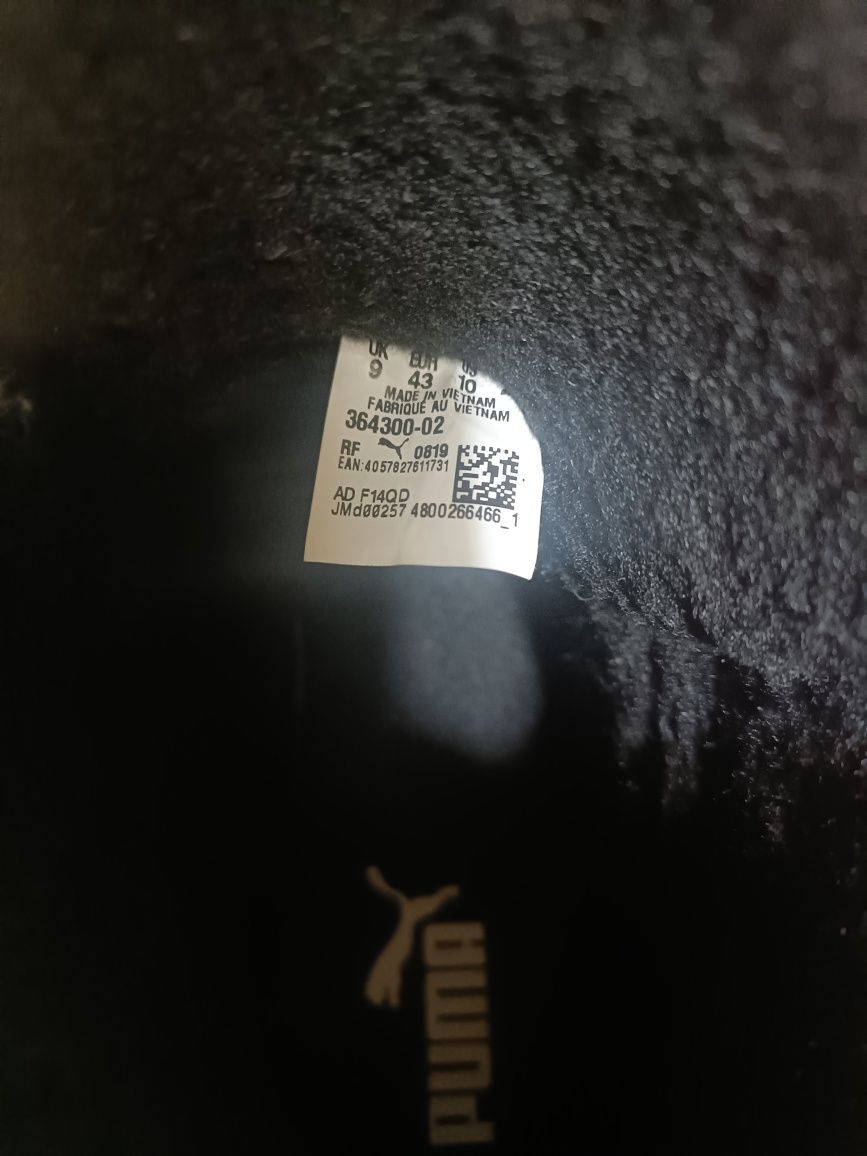 UK EUR US
9 43 10
MADE IN VIETNAM
FABRIQUÉ AU VIETNAM
364300-02
RF 0819
EAN:4057827611731
AD F14QD
JMd00257 4800266466_1
PUMA